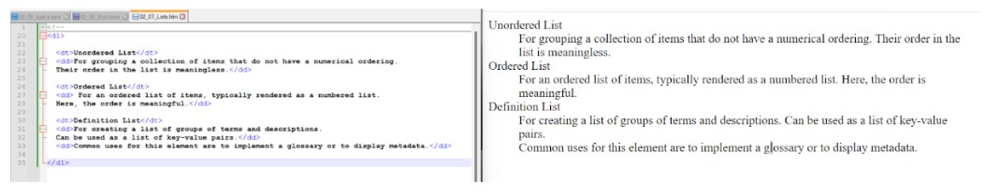 02_07_Lists.htm
1 <!--
20 <dl>
21
22 <dt>Unordered List</dt>
23 <dd>For grouping a collection of items that do not have a numerical ordering.
24 Their order in the list is meaningless.</dd>
25
26 <dt>Ordered List</dt>
27 <dd> For an ordered list of items, typically rendered as a numbered list.
28 Here, the order is meaningful.</dd>
29
30 <dt>Definition List</dt>
31 <dd>For creating a list of groups of terms and descriptions.
32 Can be used as a list of key-value pairs.</dd>
33 <dd>Common uses for this element are to implement a glossary or to display metadata.</dd>
34
35 </dl>
Unordered List
For grouping a collection of items that do not have a numerical ordering. Their order in the
list is meaningless.
Ordered List
For an ordered list of items, typically rendered as a numbered list. Here, the order is
meaningful.
Definition List
For creating a list of groups of terms and descriptions. Can be used as a list of key-value
pairs.
Common uses for this element are to implement a glossary or to display metadata.